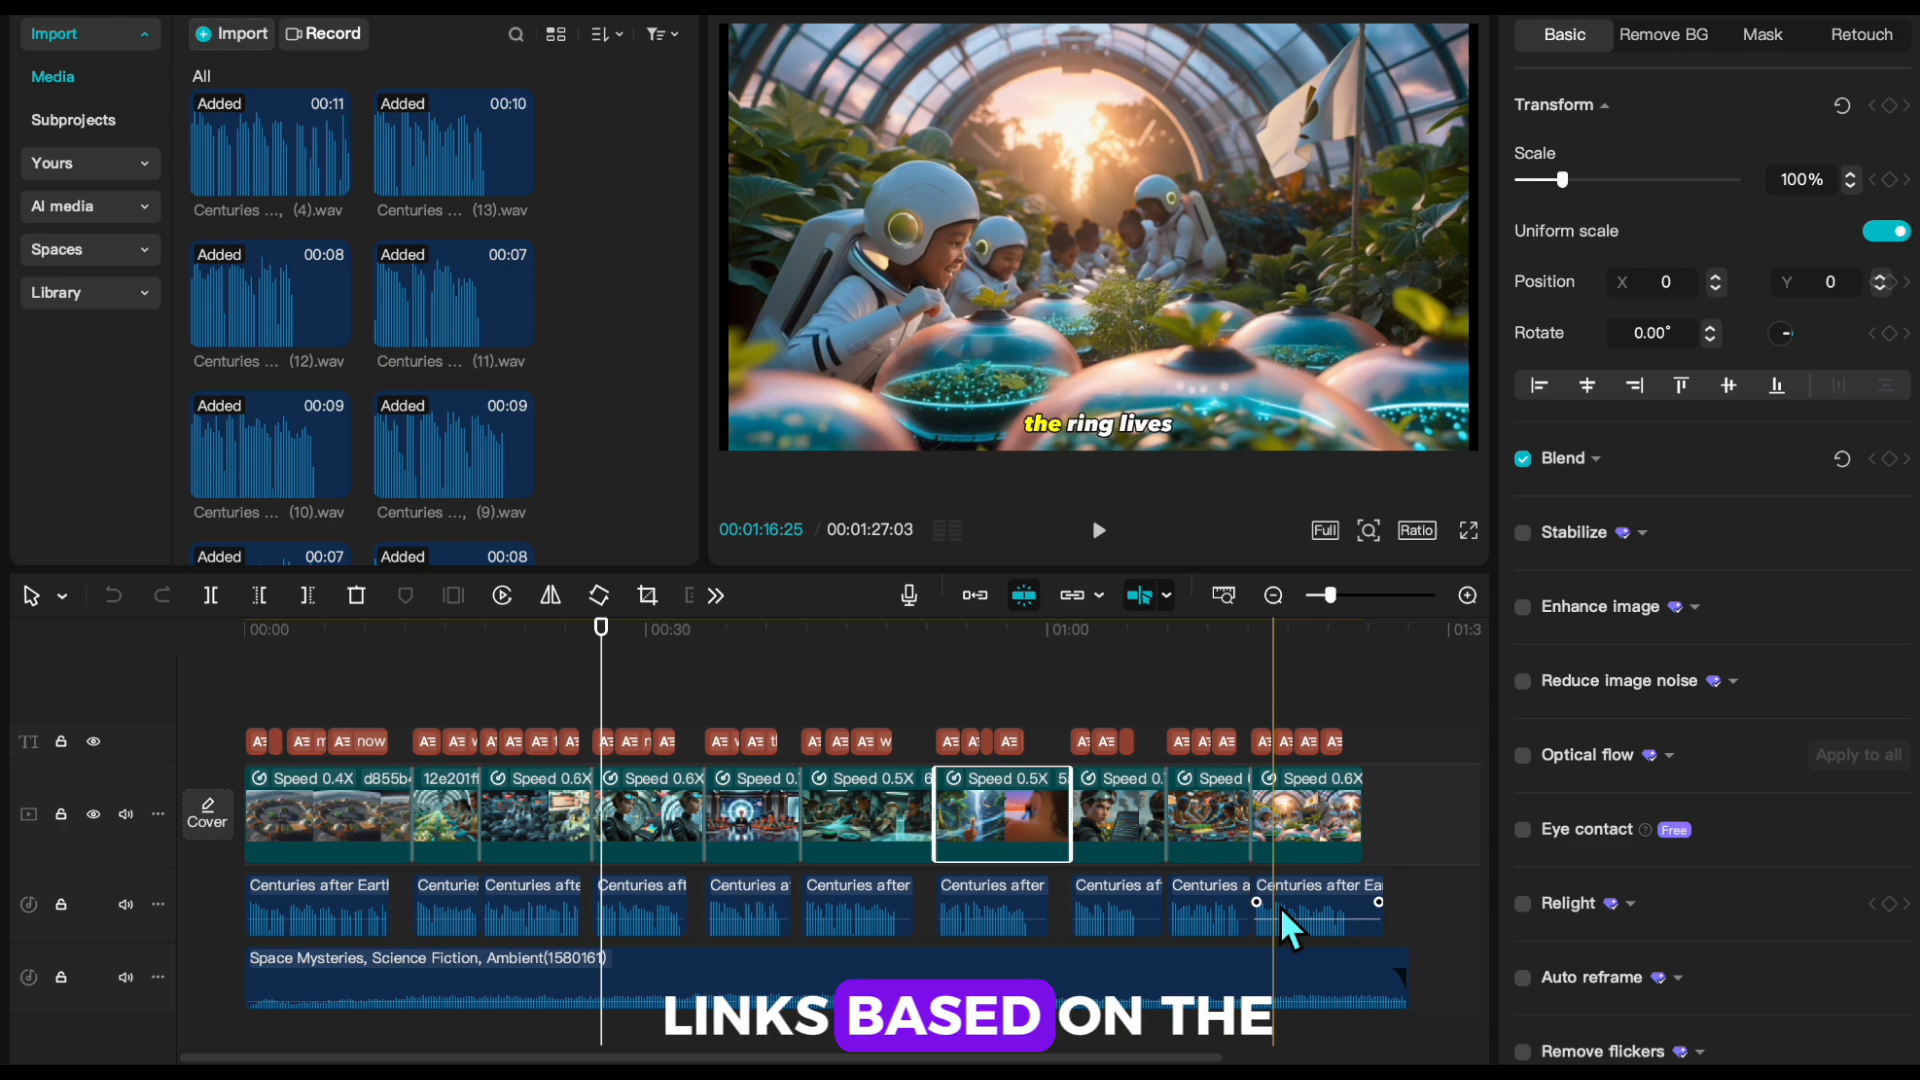 Import
Media
Subprojects
Yours
AI media
Spaces
Library
Import
Record
All
Added 00:11
Centuries ..., (4).wav
Added 00:10
Centuries ... (13).wav
Added 00:08
Centuries ... (12).wav
Added 00:07
Centuries ... (11).wav
Added 00:09
Centuries ... (10).wav
Added 00:09
Centuries ..., (9).wav
Added 00:07
Added 00:08
the ring lives
00:01:16:25 / 00:01:27:03
Full
Ratio
Basic
Remove BG
Mask
Retouch
Transform
Scale
100%
Uniform scale
Position X 0 Y 0
Rotate 0.00°
Blend
Stabilize
Enhance image
Reduce image noise
Optical flow
Apply to all
Eye contact Free
Relight
Auto reframe
Remove flickers
00:00
00:30
01:00
01:3
now
Cover
Speed 0.4X d855b
12e201ff
Speed 0.6X
Speed 0.6X
Speed 0.
Speed 0.5X 6
Speed 0.5X 5
Speed 0.
Speed
Speed 0.6X
Centuries after Eart
Centurie
Centuries afte
Centuries aft
Centuries a
Centuries after
Centuries after
Centuries af
Centuries a
Centuries after Ea
Space Mysteries, Science Fiction, Ambient(1580161)
LINKS BASED ON THE